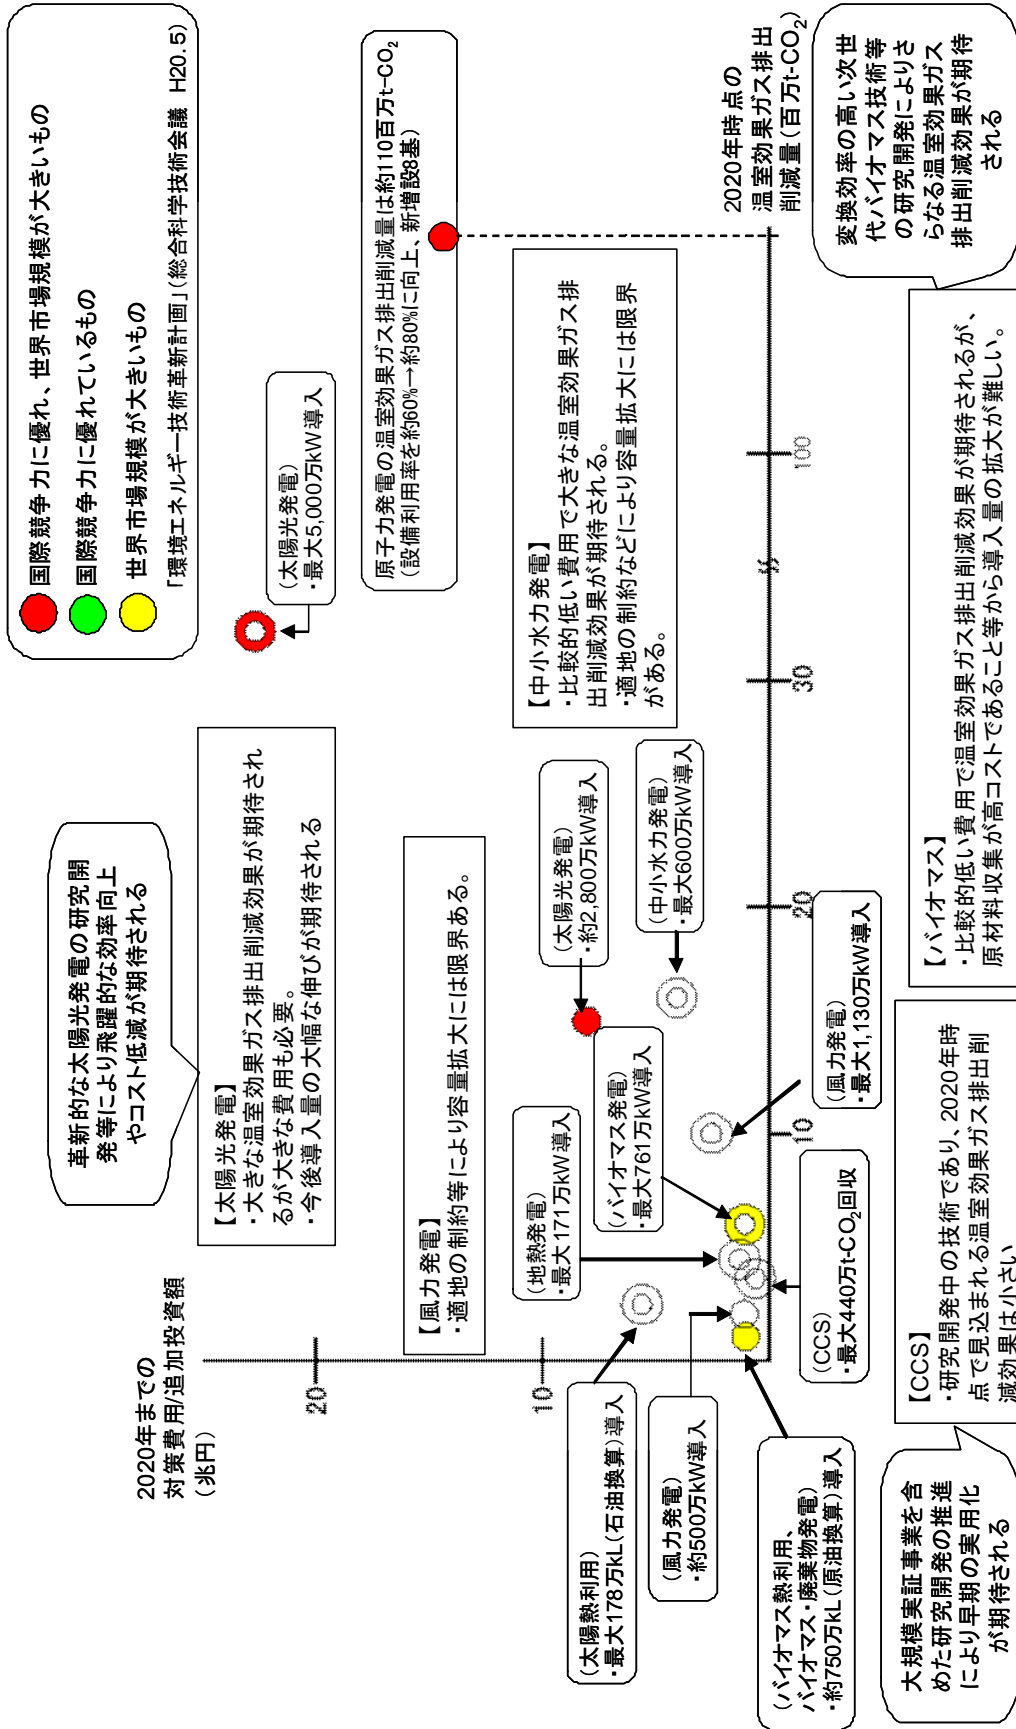 国際競争力に優れ、世界市場規模が大きいもの
国際競争力に優れているもの
世界市場規模が大きいもの
「環境エネルギー技術革新計画」(総合科学技術会議 H20.5)
革新的な太陽光発電の研究開
発等により飛躍的な効率向上
やコスト低減が期待される
【太陽光発電】
・大きな温室効果ガス排出削減効果が期待され
るが大きな費用も必要。
・今後導入量の大幅な伸びが期待される
(太陽光発電)
・最大5,000万kW導入
原子力発電の温室効果ガス排出削減量は約110百万t-CO₂
(設備利用率を約60%→約80%に向上、新増設8基)
2020年までの
対策費用/追加投資額
(兆円)
20
10
【風力発電】
・適地の制約等により容量拡大には限界ある。
【中小水力発電】
・比較的低い費用で大きな温室効果ガス排
出削減効果が期待される。
・適地の制約などにより容量拡大には限界
がある。
(太陽熱利用)
・最大178万kL(石油換算)導入
(地熱発電)
・最大171万kW導入
(太陽光発電)
・約2,800万kW導入
(バイオマス発電)
・最大761万kW導入
(中小水力発電)
・最大600万kW導入
(風力発電)
・約500万kW導入
(バイオマス熱利用、
バイオマス・廃棄物発電)
・約750万kL(原油換算)導入
(CCS)
・最大440万t-CO₂回収
(風力発電)
・最大1,130万kW導入
10
20
30
100
2020年時点の
温室効果ガス排出
削減量(百万t-CO₂)
大規模実証事業を含
めた研究開発の推進
により早期の実用化
が期待される
【CCS】
・研究開発中の技術であり、2020年時
点で見込まれる温室効果ガス排出削
減効果は小さい
【バイオマス】
・比較的低い費用で温室効果ガス排出削減効果が期待されるが、
原材料収集が高コストであること等から導入量の拡大が難しい。
変換効率の高い次世
代バイオマス技術等
の研究開発によりさ
らなる温室効果ガス
排出削減効果が期待
される